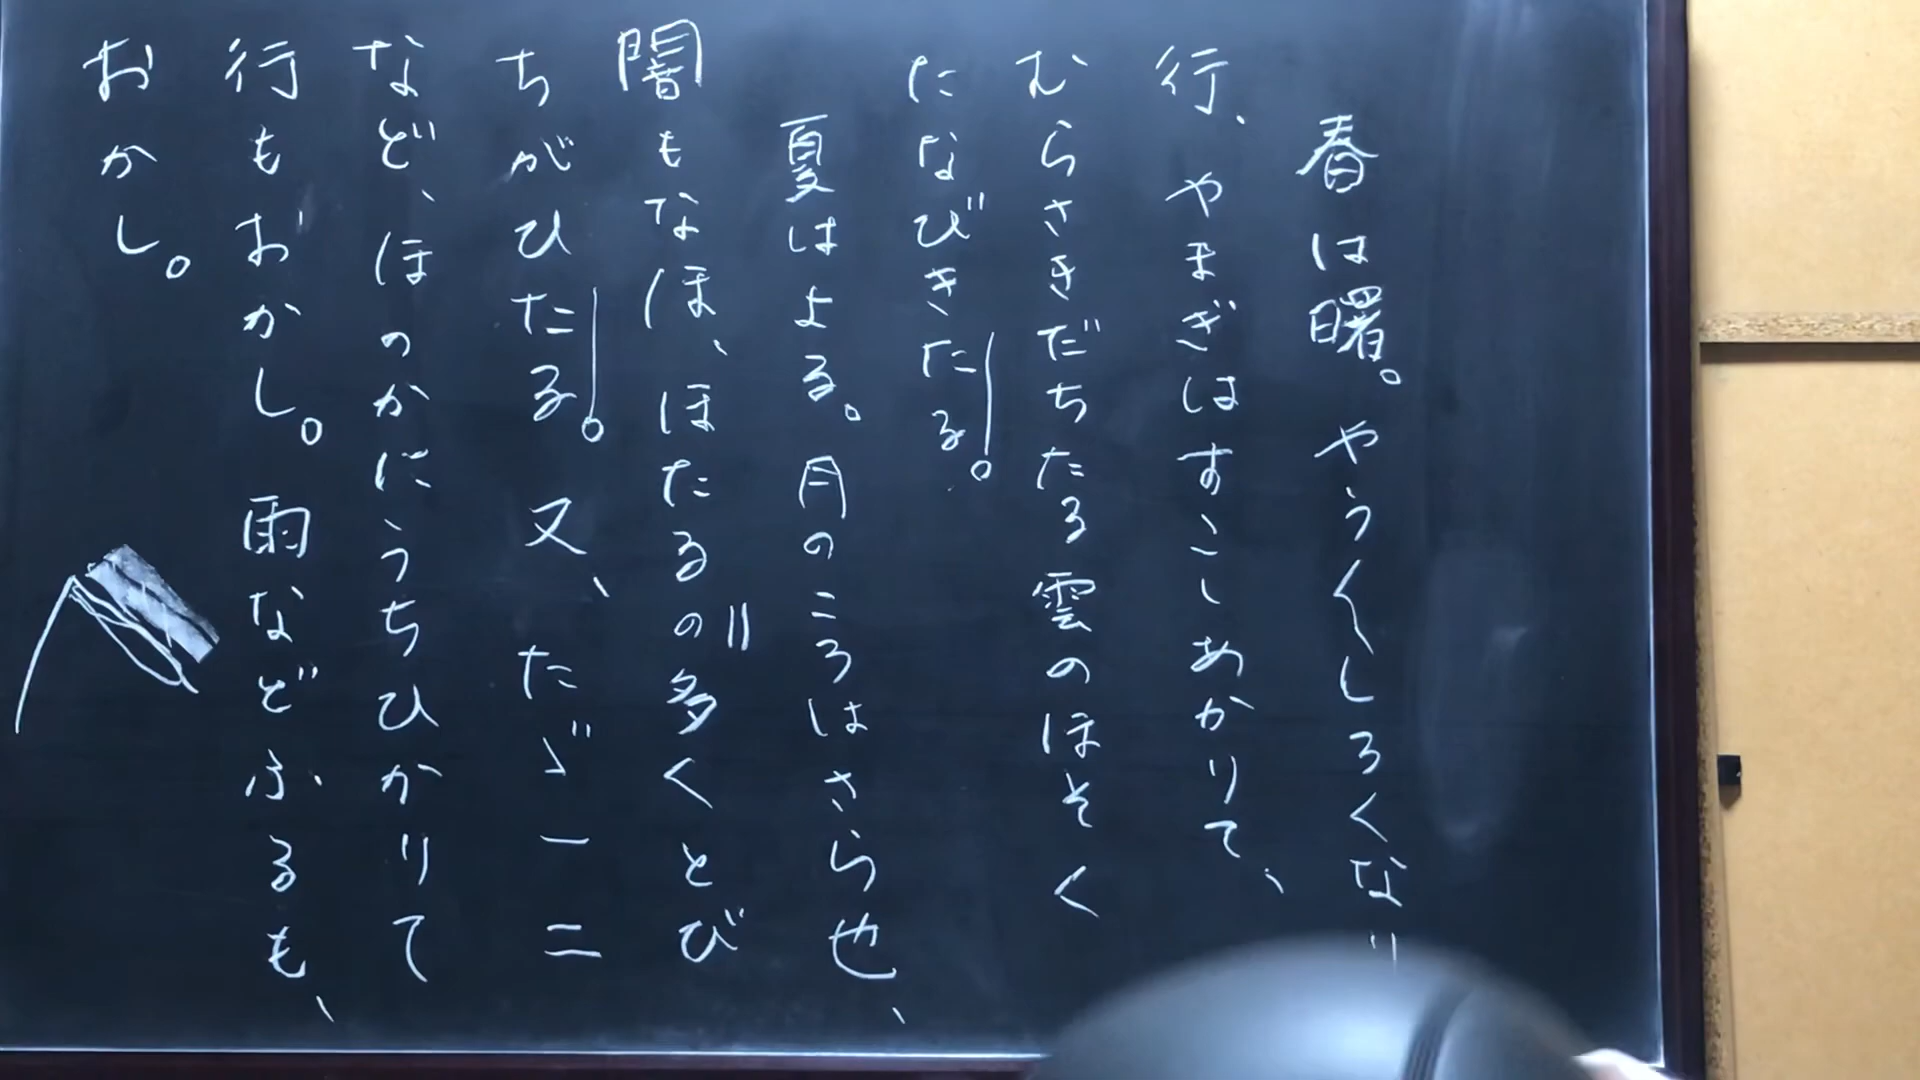 春は曙。やう〱しろくなり
行、やまぎはすこしあかりて、
むらさきだちたる雲のほそく
たなびきたる。
夏はよる。月のころはさら也、
闇もなほ、ほたるの多くとび
ちがひたる。又、たゞ一二
など、ほのかにうちひかりて
行もおかし。雨などふるも、
おかし。